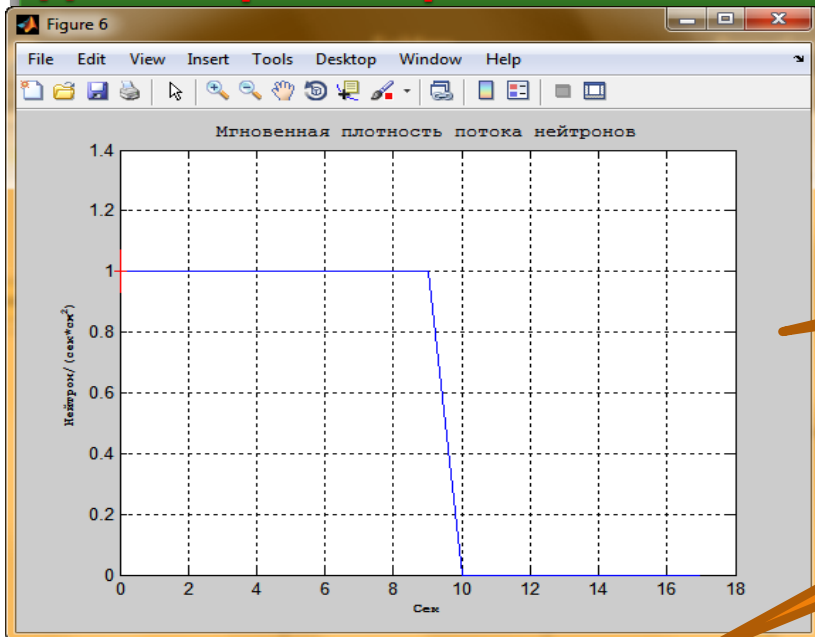 Figure 6
File Edit View Insert Tools Desktop Window Help
Мгновенная плотность потока нейтронов
1.4
1.2
1
0.8
0.6
0.4
0.2
0
Нейтрон/(сек*см²)
0 2 4 6 8 10 12 14 16 18
Сек